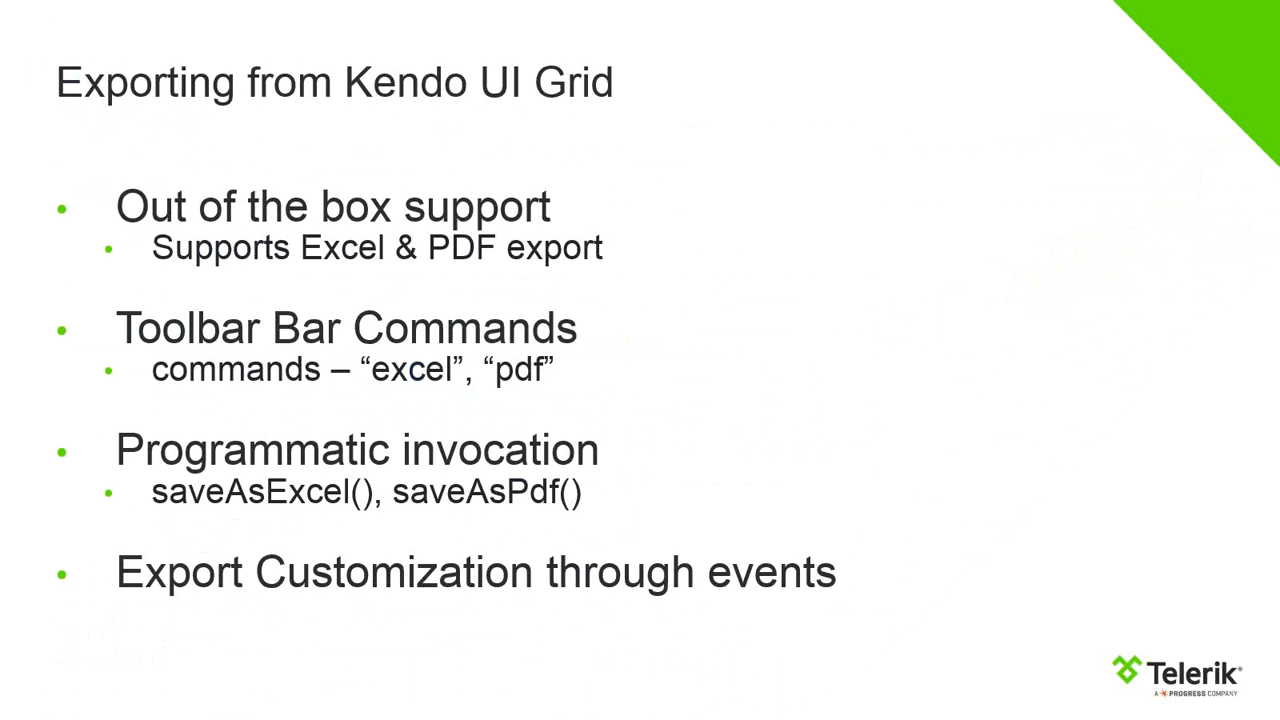 Exporting from Kendo UI Grid
• Out of the box support
• Supports Excel & PDF export
• Toolbar Bar Commands
• commands – “excel”, “pdf”
• Programmatic invocation
• saveAsExcel(), saveAsPdf()
• Export Customization through events
Telerik®
A PROGRESS COMPANY